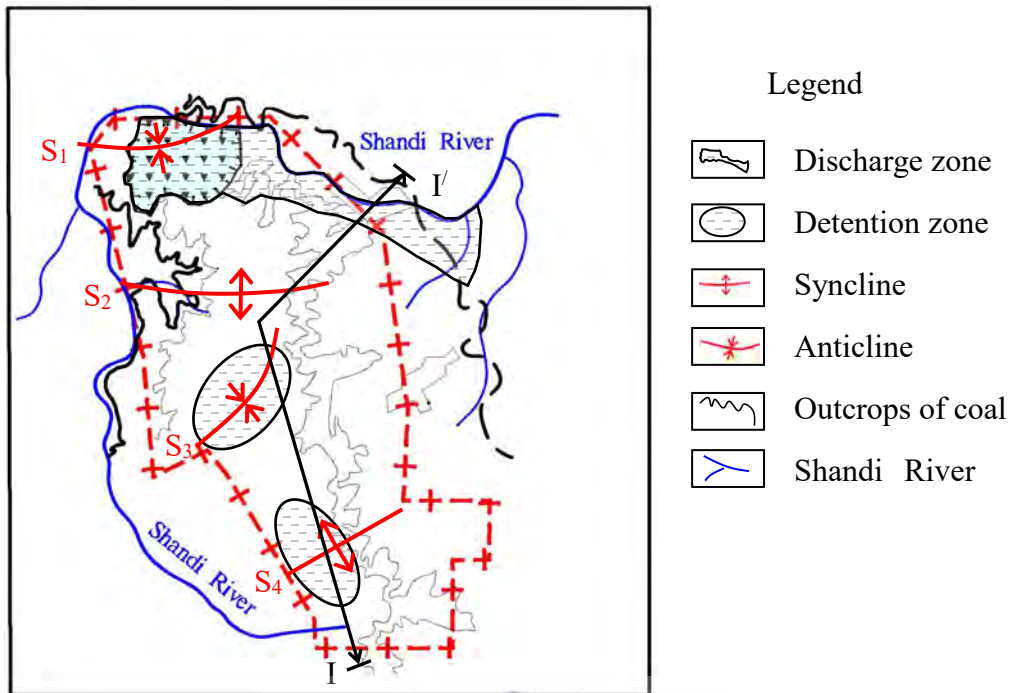 Legend
Shandi River
S1
I/
Discharge zone
Detention zone
S2
Syncline
Anticline
Outcrops of coal
S3
Shandi River
Shandi River
S4
I